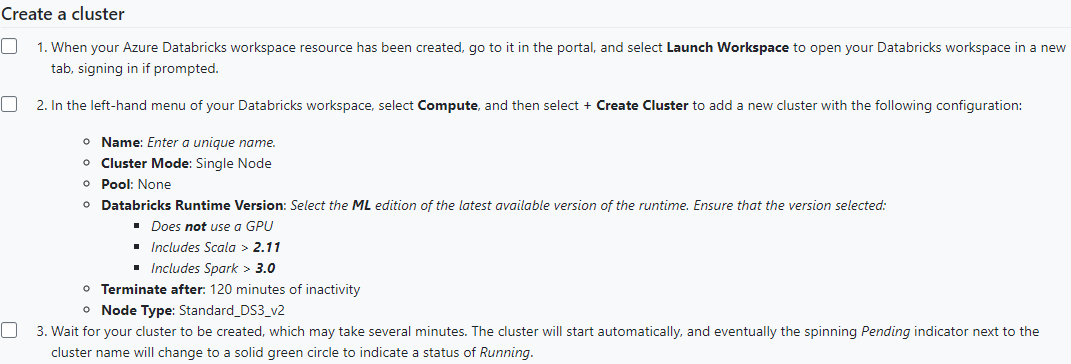 Create a cluster
1. When your Azure Databricks workspace resource has been created, go to it in the portal, and select Launch Workspace to open your Databricks workspace in a new
tab, signing in if prompted.
2. In the left-hand menu of your Databricks workspace, select Compute, and then select + Create Cluster to add a new cluster with the following configuration:
Name: Enter a unique name.
Cluster Mode: Single Node
Pool: None
Databricks Runtime Version: Select the ML edition of the latest available version of the runtime. Ensure that the version selected:
Does not use a GPU
Includes Scala > 2.11
Includes Spark > 3.0
Terminate after: 120 minutes of inactivity
Node Type: Standard_DS3_v2
3. Wait for your cluster to be created, which may take several minutes. The cluster will start automatically, and eventually the spinning Pending indicator next to the
cluster name will change to a solid green circle to indicate a status of Running.